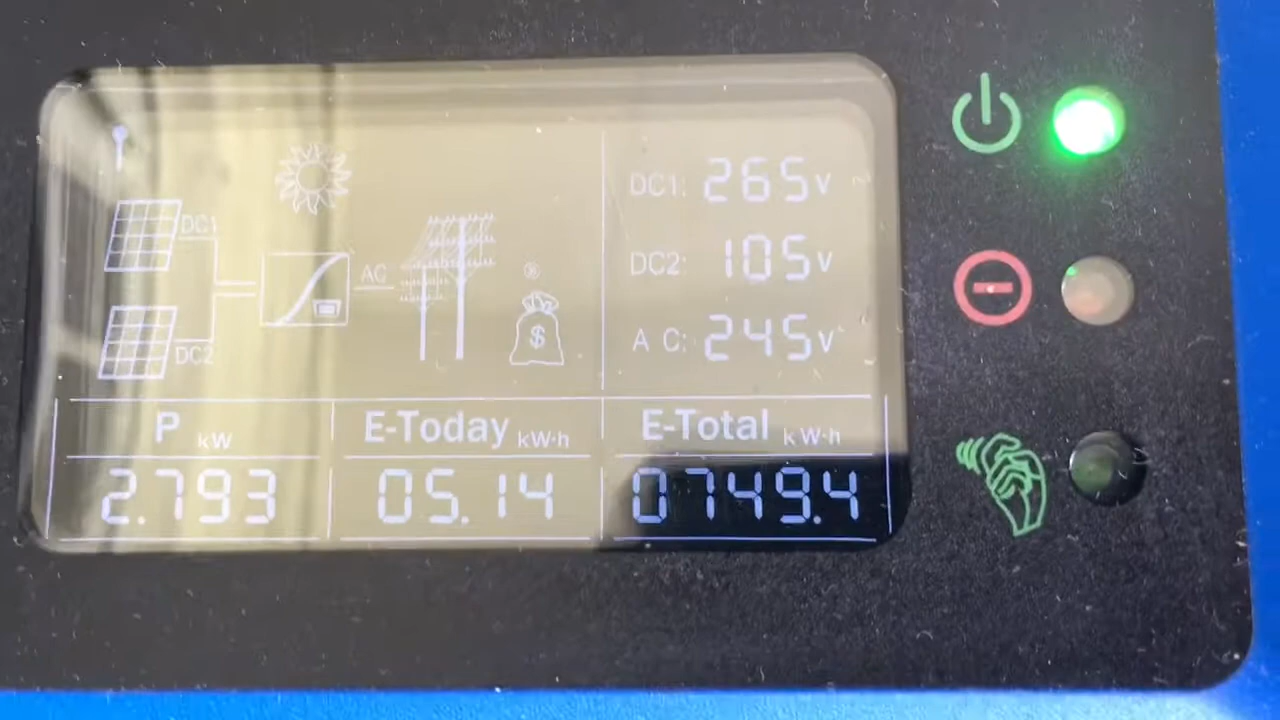 DC1
DC2
AC
®
$
DC1: 265V
DC2: 105V
A C: 245V
P kW
E-Today kW·h
E-Total kW·h
2.793
05.14
0749.4